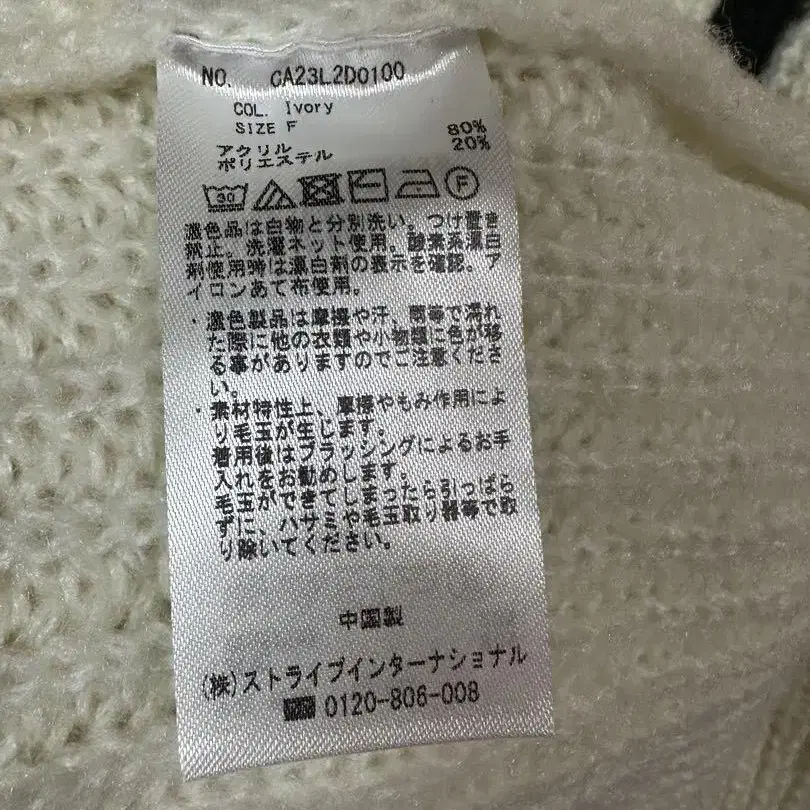 NO. CA23L2D0100
COL. Ivory
SIZE F
アクリル 80%
ポリエステル 20%
30 F
濃色品は白物と分別洗い。つけ置き
禁止。洗濯ネット使用。酸素系漂白
剤使用時は漂白剤の表示を確認。ア
イロンあて布使用。
・濃色製品は摩擦や汗、雨等で濡れ
た際に他の衣類や小物類に色が移
る事がありますのでご注意くださ
い。
・素材特性上、摩擦やもみ作用によ
り毛玉が生じます。
着用後はブラッシングによるお手
入れをお勧めします。
毛玉ができてしまったら引っぱら
ずに、ハサミや毛玉取り器等で取
り除いてください。
中国製
(株)ストライプインターナショナル
0120-806-008